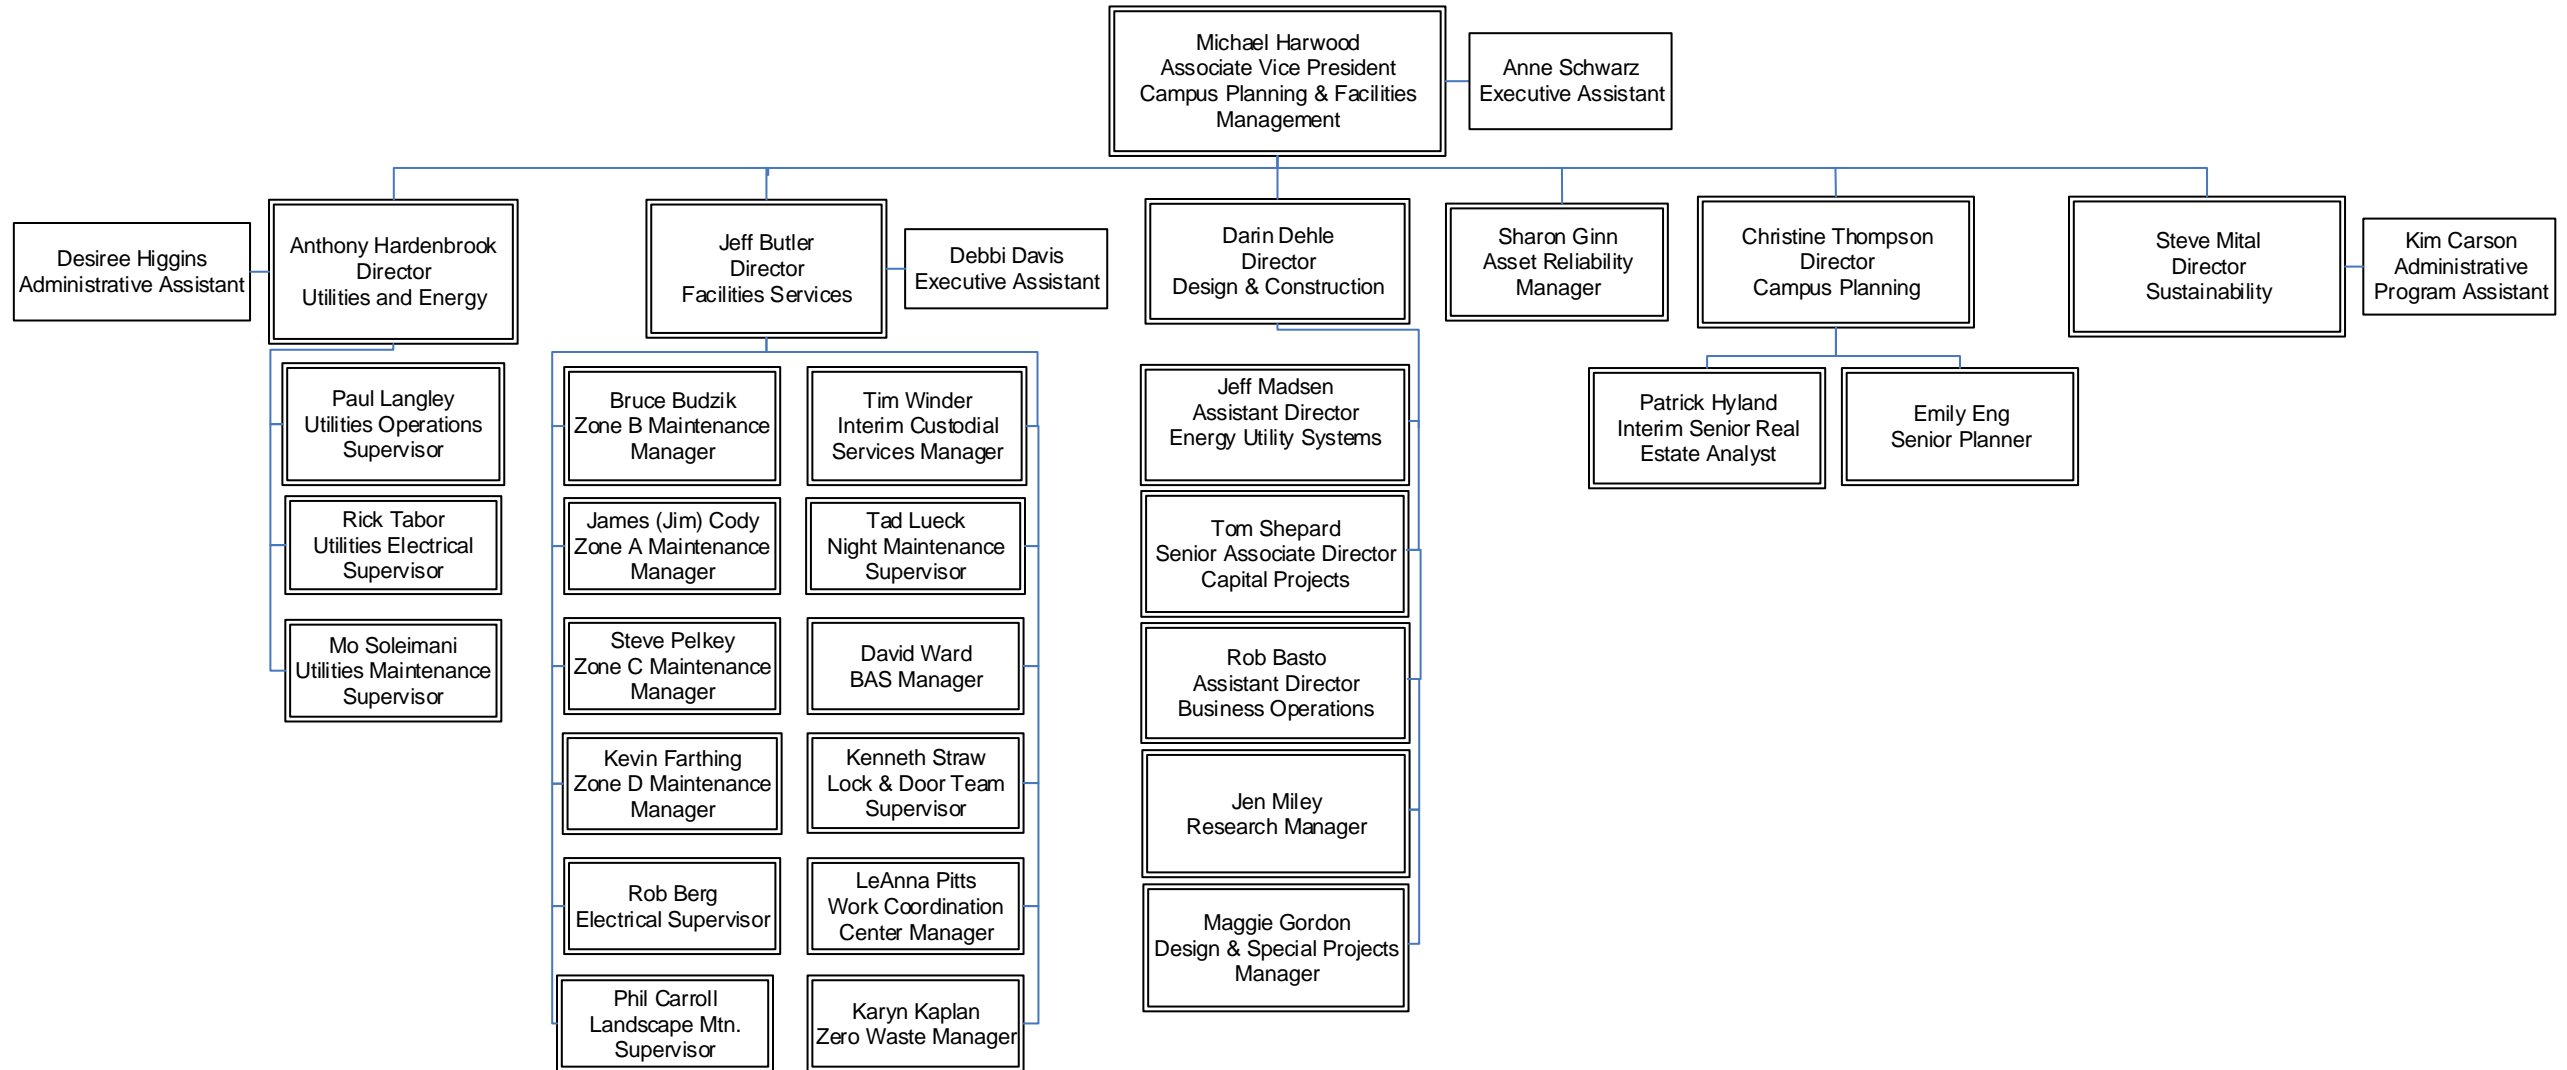 Michael Harwood
Associate Vice President
Campus Planning & Facilities
Management
Anne Schwarz
Executive Assistant
Desiree Higgins
Administrative Assistant
Anthony Hardenbrook
Director
Utilities and Energy
Jeff Butler
Director
Facilities Services
Debbi Davis
Executive Assistant
Darin Dehle
Director
Design & Construction
Sharon Ginn
Asset Reliability
Manager
Christine Thompson
Director
Campus Planning
Steve Mital
Director
Sustainability
Kim Carson
Administrative
Program Assistant
Paul Langley
Utilities Operations
Supervisor
Rick Tabor
Utilities Electrical
Supervisor
Mo Soleimani
Utilities Maintenance
Supervisor
Bruce Budzik
Zone B Maintenance
Manager
James (Jim) Cody
Zone A Maintenance
Manager
Steve Pelkey
Zone C Maintenance
Manager
Kevin Farthing
Zone D Maintenance
Manager
Rob Berg
Electrical Supervisor
Phil Carroll
Landscape Mtn.
Supervisor
Tim Winder
Interim Custodial
Services Manager
Tad Lueck
Night Maintenance
Supervisor
David Ward
BAS Manager
Kenneth Straw
Lock & Door Team
Supervisor
LeAnna Pitts
Work Coordination
Center Manager
Karyn Kaplan
Zero Waste Manager
Jeff Madsen
Assistant Director
Energy Utility Systems
Tom Shepard
Senior Associate Director
Capital Projects
Rob Basto
Assistant Director
Business Operations
Jen Miley
Research Manager
Maggie Gordon
Design & Special Projects
Manager
Patrick Hyland
Interim Senior Real
Estate Analyst
Emily Eng
Senior Planner